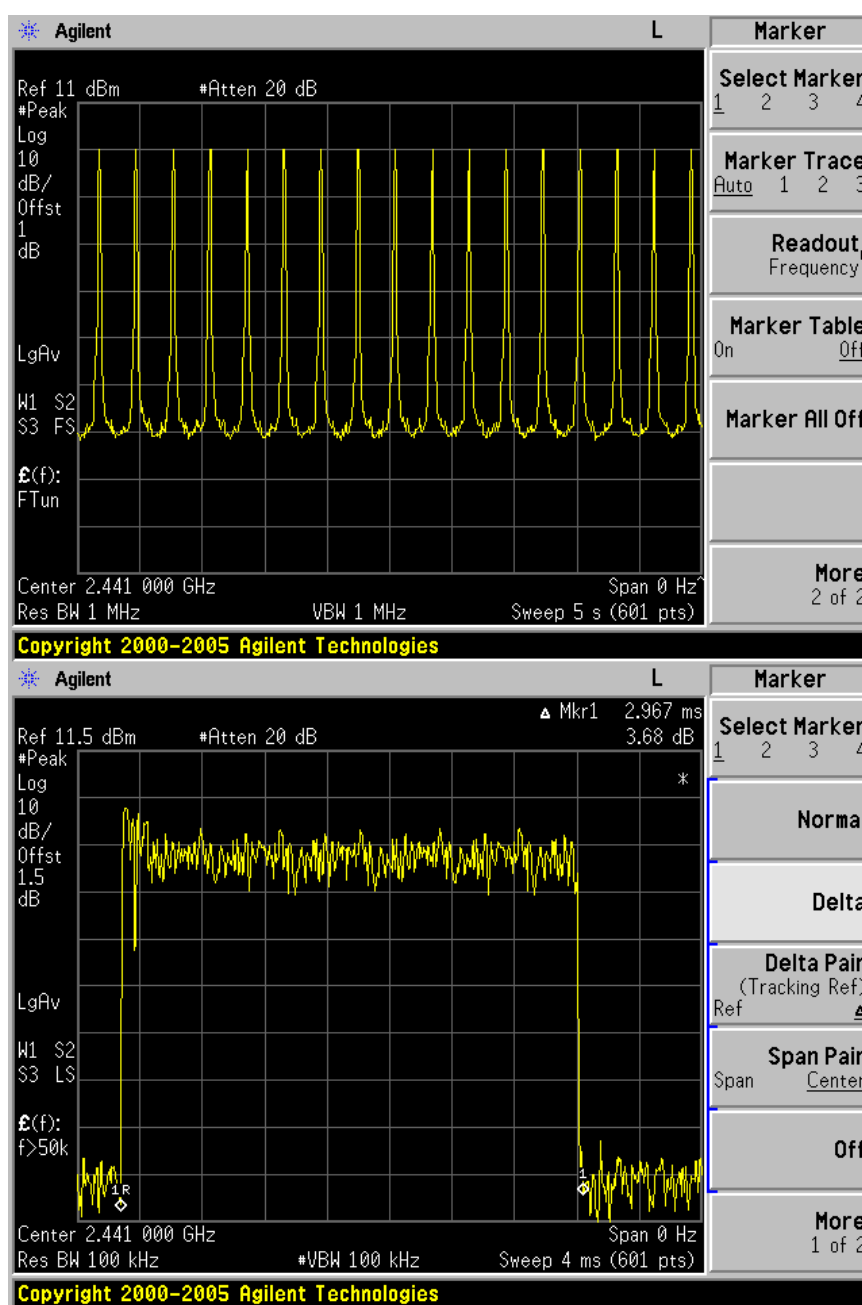 Agilent L Marker
Ref 11 dBm #Atten 20 dB
#Peak
Log
10
dB/
Offst
1
dB
LgAv
W1 S2
S3 FS
£(f):
FTun
Center 2.441 000 GHz Span 0 Hz^
Res BW 1 MHz VBW 1 MHz Sweep 5 s (601 pts)
Copyright 2000-2005 Agilent Technologies
Select Marker
1 2 3 4
Marker Trace
Auto 1 2 3
Readout,
Frequency
Marker Table
On Off
Marker All Off
More
2 of 2
Agilent L Marker
Δ Mkr1 2.967 ms
Ref 11.5 dBm #Atten 20 dB 3.68 dB
#Peak
Log
10
dB/
Offst
1.5
dB
LgAv
W1 S2
S3 LS
£(f):
f>50k
*
1R
1
Center 2.441 000 GHz Span 0 Hz
Res BW 100 kHz #VBW 100 kHz Sweep 4 ms (601 pts)
Copyright 2000-2005 Agilent Technologies
Select Marker
1 2 3 4
Norma
Delta
Delta Pair
(Tracking Ref)
Ref Δ
Span Pair
Span Center
Off
More
1 of 2